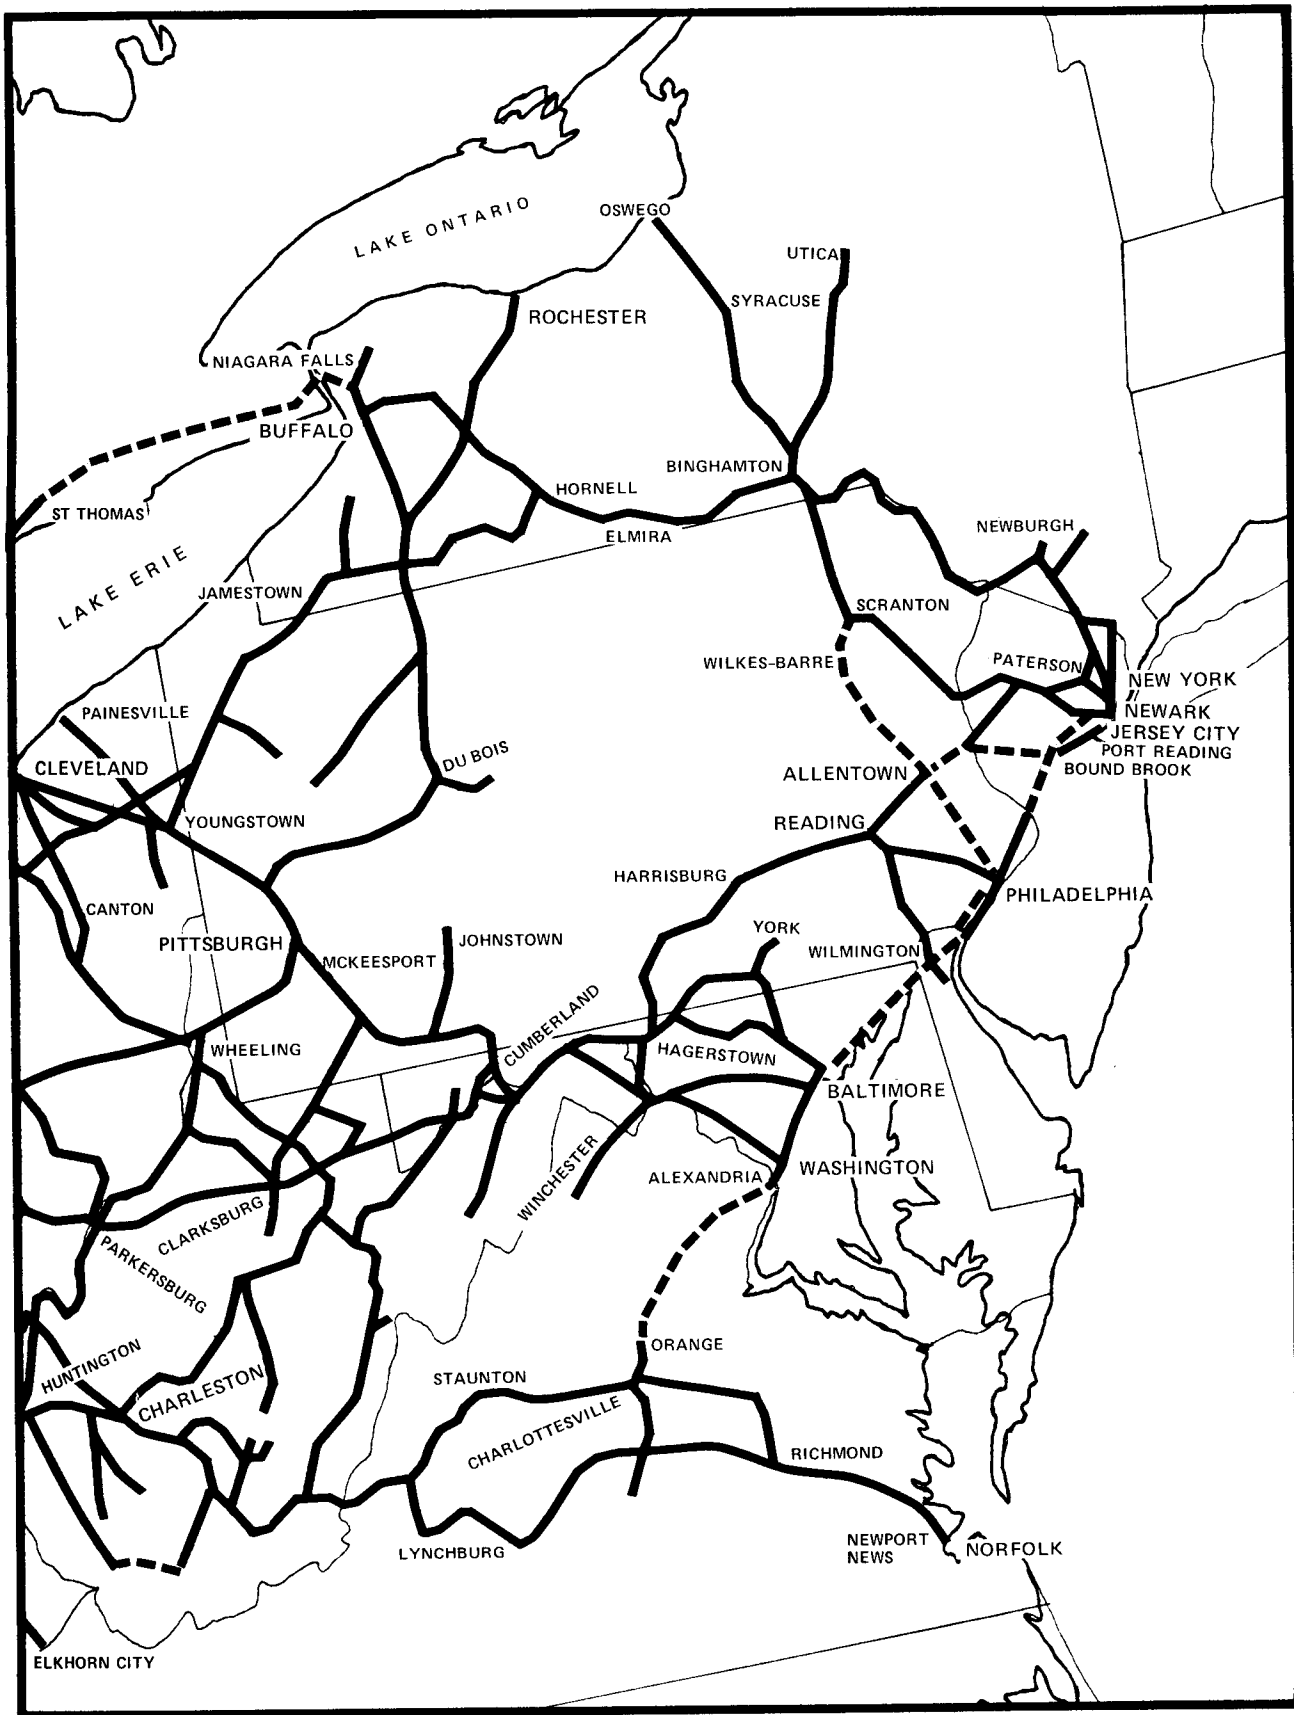 LAKE ONTARIO
OSWEGO
UTICA
SYRACUSE
ROCHESTER
NIAGARA FALLS
BUFFALO
BINGHAMTON
HORNELL
ST THOMAS
NEWBURGH
ELMIRA
LAKE ERIE
JAMESTOWN
SCRANTON
WILKES-BARRE
PATERSON
NEW YORK
PAINESVILLE
NEWARK
JERSEY CITY
PORT READING
DU BOIS
CLEVELAND
BOUND BROOK
ALLENTOWN
YOUNGSTOWN
READING
HARRISBURG
PHILADELPHIA
CANTON
YORK
PITTSBURGH
JOHNSTOWN
WILMINGTON
MCKEESPORT
CUMBERLAND
WHEELING
HAGERSTOWN
BALTIMORE
WINCHESTER
WASHINGTON
ALEXANDRIA
CLARKSBURG
PARKERSBURG
ORANGE
HUNTINGTON
STAUNTON
CHARLESTON
CHARLOTTESVILLE
RICHMOND
LYNCHBURG
NEWPORT
NEWS
NORFOLK
ELKHORN CITY